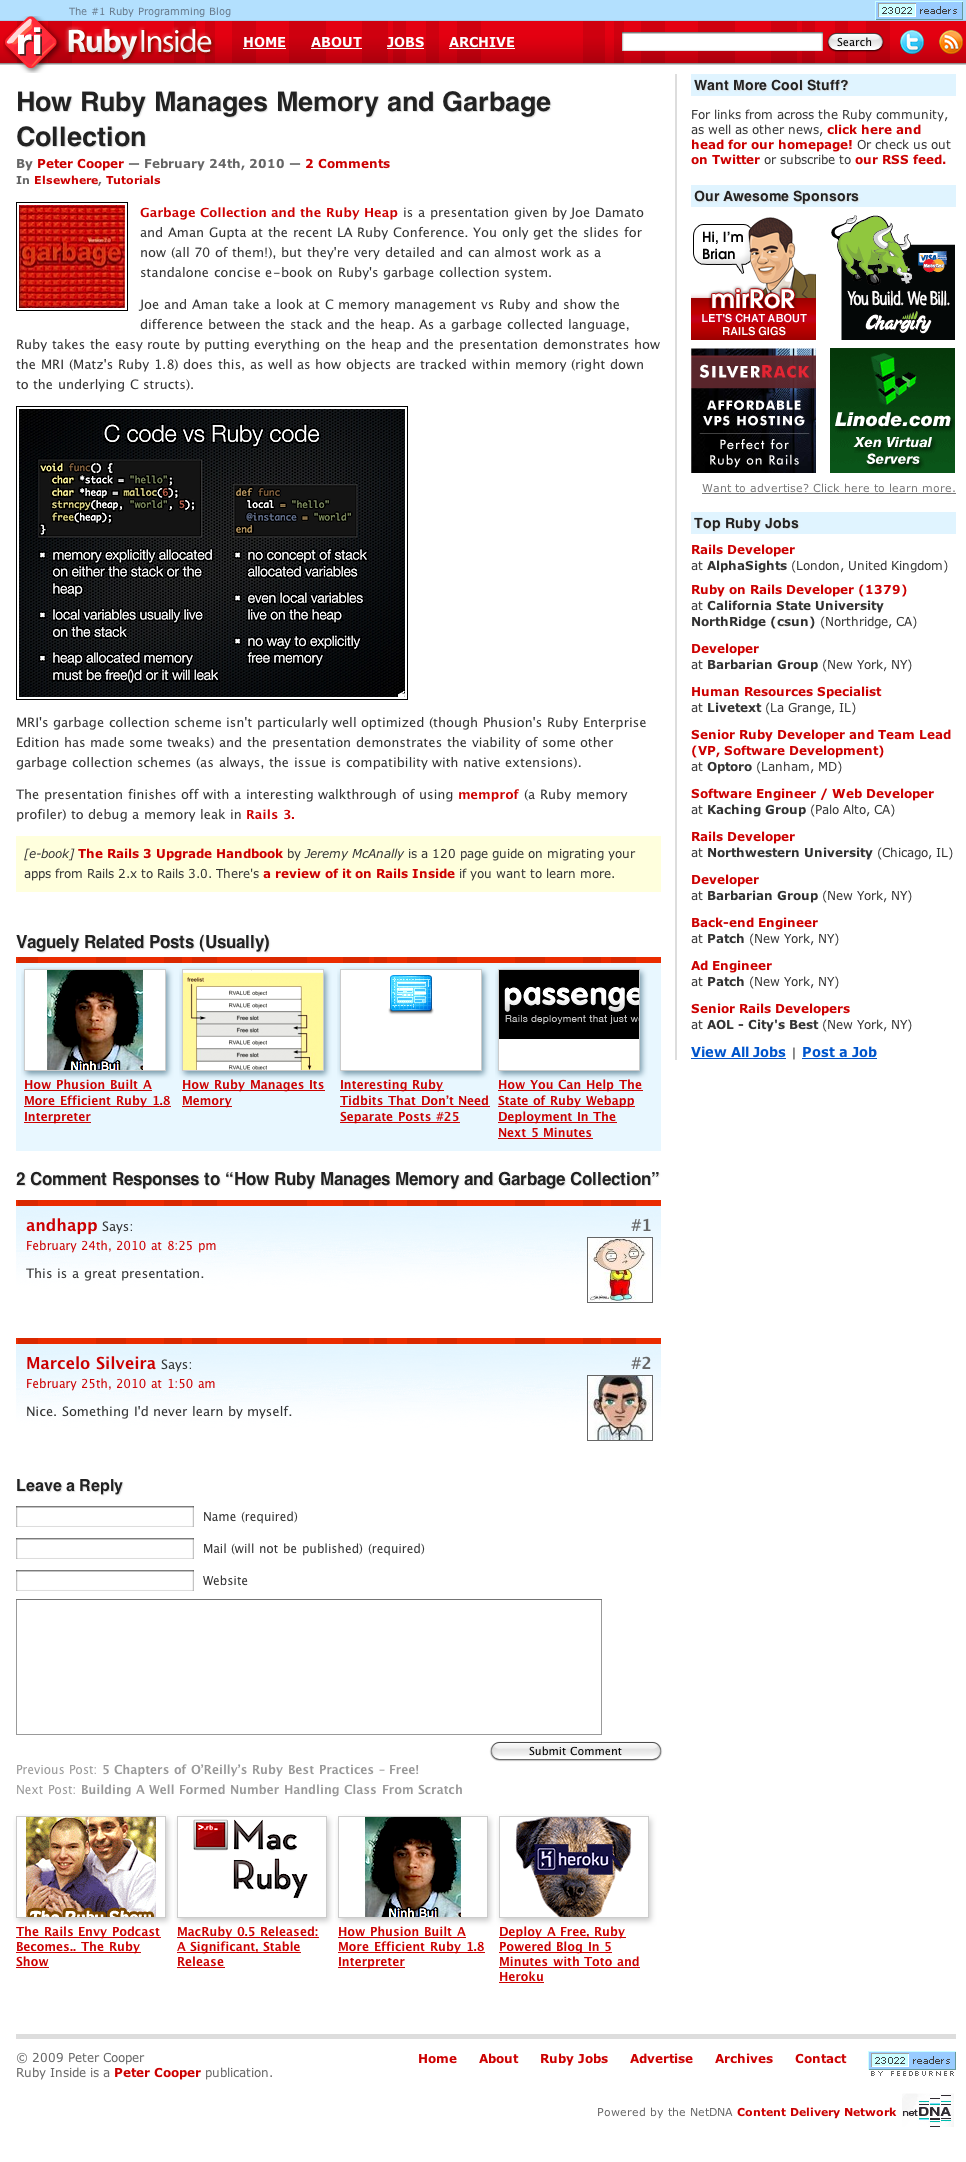 The #1 Ruby Programming Blog
23022 readers
ri RubyInside
HOME ABOUT JOBS ARCHIVE
Search
How Ruby Manages Memory and Garbage
Collection
By Peter Cooper — February 24th, 2010 — 2 Comments
In Elsewhere, Tutorials
garbage
Garbage Collection and the Ruby Heap is a presentation given by Joe Damato
and Aman Gupta at the recent LA Ruby Conference. You only get the slides for
now (all 70 of them!), but they're very detailed and can almost work as a
standalone concise e-book on Ruby's garbage collection system.
Joe and Aman take a look at C memory management vs Ruby and show the
difference between the stack and the heap. As a garbage collected language,
Ruby takes the easy route by putting everything on the heap and the presentation demonstrates how
the MRI (Matz's Ruby 1.8) does this, as well as how objects are tracked within memory (right down
to the underlying C structs).
C code vs Ruby code
void func() {
char *stack = "hello";
char *heap = malloc(6);
strncpy(heap, "world", 5);
free(heap);
}
▪ memory explicitly allocated
on either the stack or the
heap
▪ local variables usually live
on the stack
▪ heap allocated memory
must be free()d or it will leak
def func
local = "hello"
@instance = "world"
end
▪ no concept of stack
allocated variables
▪ even local variables
live on the heap
▪ no way to explicitly
free memory
MRI's garbage collection scheme isn't particularly well optimized (though Phusion's Ruby Enterprise
Edition has made some tweaks) and the presentation demonstrates the viability of some other
garbage collection schemes (as always, the issue is compatibility with native extensions).
The presentation finishes off with a interesting walkthrough of using memprof (a Ruby memory
profiler) to debug a memory leak in Rails 3.
[e-book] The Rails 3 Upgrade Handbook by Jeremy McAnally is a 120 page guide on migrating your
apps from Rails 2.x to Rails 3.0. There's a review of it on Rails Inside if you want to learn more.
Vaguely Related Posts (Usually)
Ninh Bui
How Phusion Built A
More Efficient Ruby 1.8
Interpreter
freelist
RVALUE object
RVALUE object
Free slot
Free slot
RVALUE object
Free slot
RVALUE object
How Ruby Manages Its
Memory
Interesting Ruby
Tidbits That Don't Need
Separate Posts #25
passenge
Rails deployment that just w
How You Can Help The
State of Ruby Webapp
Deployment In The
Next 5 Minutes
2 Comment Responses to “How Ruby Manages Memory and Garbage Collection”
andhapp Says:
#1
February 24th, 2010 at 8:25 pm
This is a great presentation.
Marcelo Silveira Says:
#2
February 25th, 2010 at 1:50 am
Nice. Something I'd never learn by myself.
Leave a Reply
Name (required)
Mail (will not be published) (required)
Website
Submit Comment
Previous Post: 5 Chapters of O'Reilly's Ruby Best Practices – Free!
Next Post: Building A Well Formed Number Handling Class From Scratch
The Ruby Show
The Rails Envy Podcast
Becomes.. The Ruby
Show
>.rb_
Mac
Ruby
MacRuby 0.5 Released:
A Significant, Stable
Release
Ninh Bui
How Phusion Built A
More Efficient Ruby 1.8
Interpreter
heroku
Deploy A Free, Ruby
Powered Blog In 5
Minutes with Toto and
Heroku
Want More Cool Stuff?
For links from across the Ruby community,
as well as other news, click here and
head for our homepage! Or check us out
on Twitter or subscribe to our RSS feed.
Our Awesome Sponsors
Hi, I'm
Brian
mirRoR
LET'S CHAT ABOUT
RAILS GIGS
VISA
You Build. We Bill.
Chargify
SILVERRACK
AFFORDABLE
VPS HOSTING
Perfect for
Ruby on Rails
Linode.com
Xen Virtual
Servers
Want to advertise? Click here to learn more.
Top Ruby Jobs
Rails Developer
at AlphaSights (London, United Kingdom)
Ruby on Rails Developer (1379)
at California State University
NorthRidge (csun) (Northridge, CA)
Developer
at Barbarian Group (New York, NY)
Human Resources Specialist
at Livetext (La Grange, IL)
Senior Ruby Developer and Team Lead
(VP, Software Development)
at Optoro (Lanham, MD)
Software Engineer / Web Developer
at Kaching Group (Palo Alto, CA)
Rails Developer
at Northwestern University (Chicago, IL)
Developer
at Barbarian Group (New York, NY)
Back-end Engineer
at Patch (New York, NY)
Ad Engineer
at Patch (New York, NY)
Senior Rails Developers
at AOL - City's Best (New York, NY)
View All Jobs | Post a Job
© 2009 Peter Cooper
Ruby Inside is a Peter Cooper publication.
Home About Ruby Jobs Advertise Archives Contact
23022 readers
BY FEEDBURNER
Powered by the NetDNA Content Delivery Network
netDNA